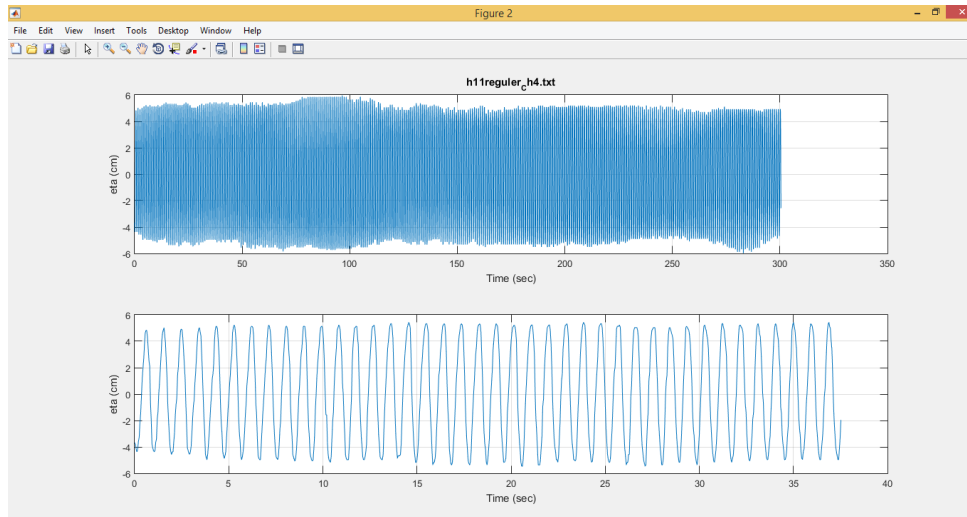 Figure 2
File Edit View Insert Tools Desktop Window Help
h11reguler_ch4.txt
6
4
2
0
-2
-4
-6
eta (cm)
0 50 100 150 200 250 300 350
Time (sec)
6
4
2
0
-2
-4
-6
eta (cm)
0 5 10 15 20 25 30 35 40
Time (sec)